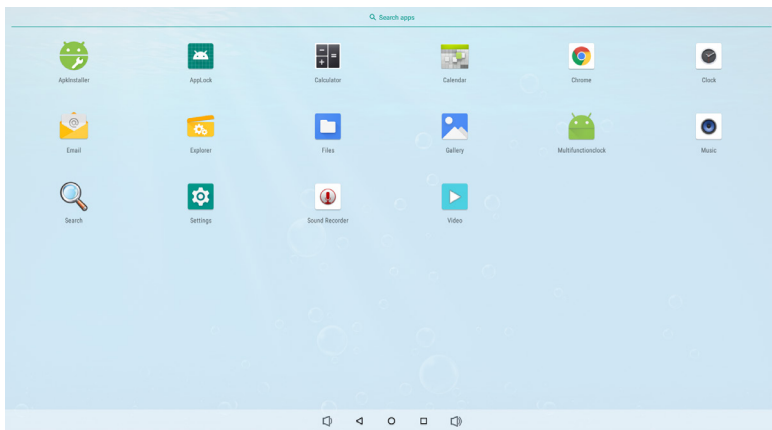 Search apps
ApkInstaller
AppLock
Calculator
Calendar
Chrome
Clock
Email
Explorer
Files
Gallery
Multifunctionclock
Music
Search
Settings
Sound Recorder
Video